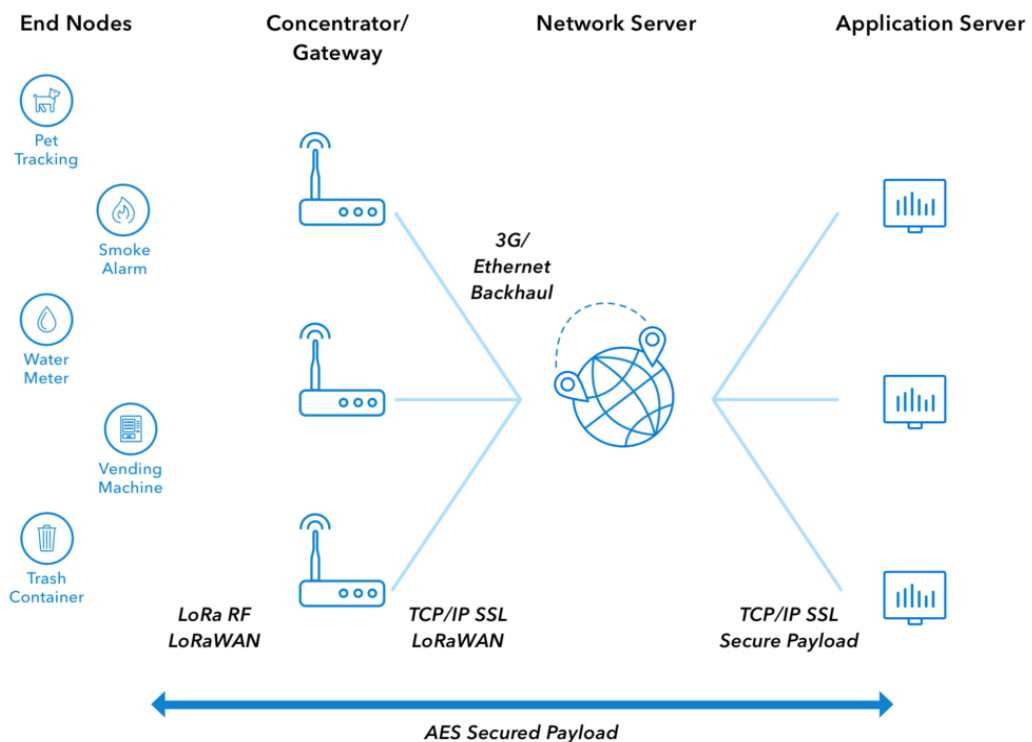 End Nodes
Concentrator/
Gateway
Network Server
Application Server
Pet
Tracking
Smoke
Alarm
Water
Meter
Vending
Machine
Trash
Container
3G/
Ethernet
Backhaul
LoRa RF
LoRaWAN
TCP/IP SSL
LoRaWAN
TCP/IP SSL
Secure Payload
AES Secured Payload